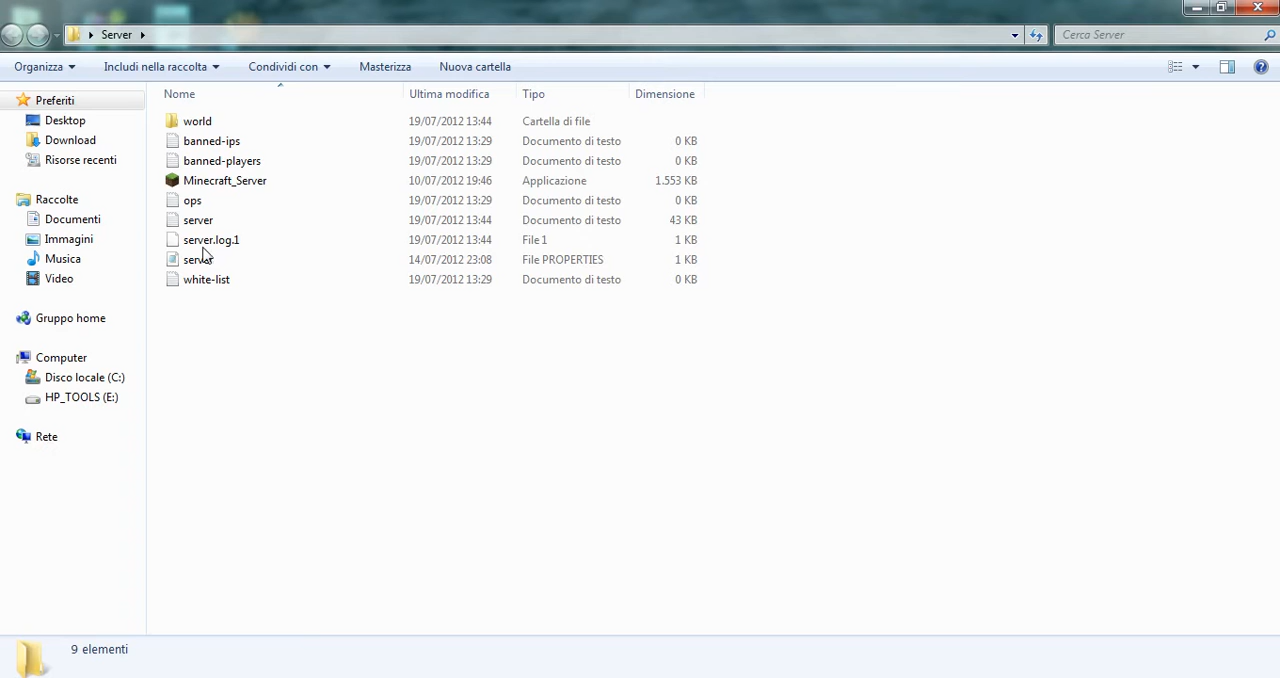 Server
Cerca Server
Organizza Includi nella raccolta Condividi con Masterizza Nuova cartella
Nome Ultima modifica Tipo Dimensione
Preferiti
Desktop
Download
Risorse recenti
Raccolte
Documenti
Immagini
Musica
Video
Gruppo home
Computer
Disco locale (C:)
HP_TOOLS (E:)
Rete
world 19/07/2012 13:44 Cartella di file
banned-ips 19/07/2012 13:29 Documento di testo 0 KB
banned-players 19/07/2012 13:29 Documento di testo 0 KB
Minecraft_Server 10/07/2012 19:46 Applicazione 1.553 KB
ops 19/07/2012 13:29 Documento di testo 0 KB
server 19/07/2012 13:44 Documento di testo 43 KB
server.log.1 19/07/2012 13:44 File 1 1 KB
server 14/07/2012 23:08 File PROPERTIES 1 KB
white-list 19/07/2012 13:29 Documento di testo 0 KB
9 elementi